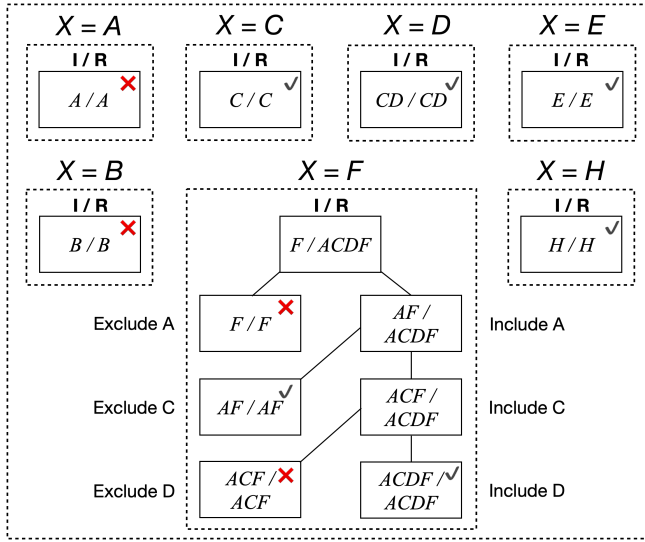 X = A
X = C
X = D
X = E
I / R
I / R
I / R
I / R
A / A
C / C
CD / CD
E / E
X = B
X = F
X = H
I / R
I / R
I / R
B / B
F / ACDF
H / H
Exclude A
F / F
AF /
ACDF
Include A
Exclude C
AF / AF
ACF /
ACDF
Include C
Exclude D
ACF /
ACF
ACDF /
ACDF
Include D